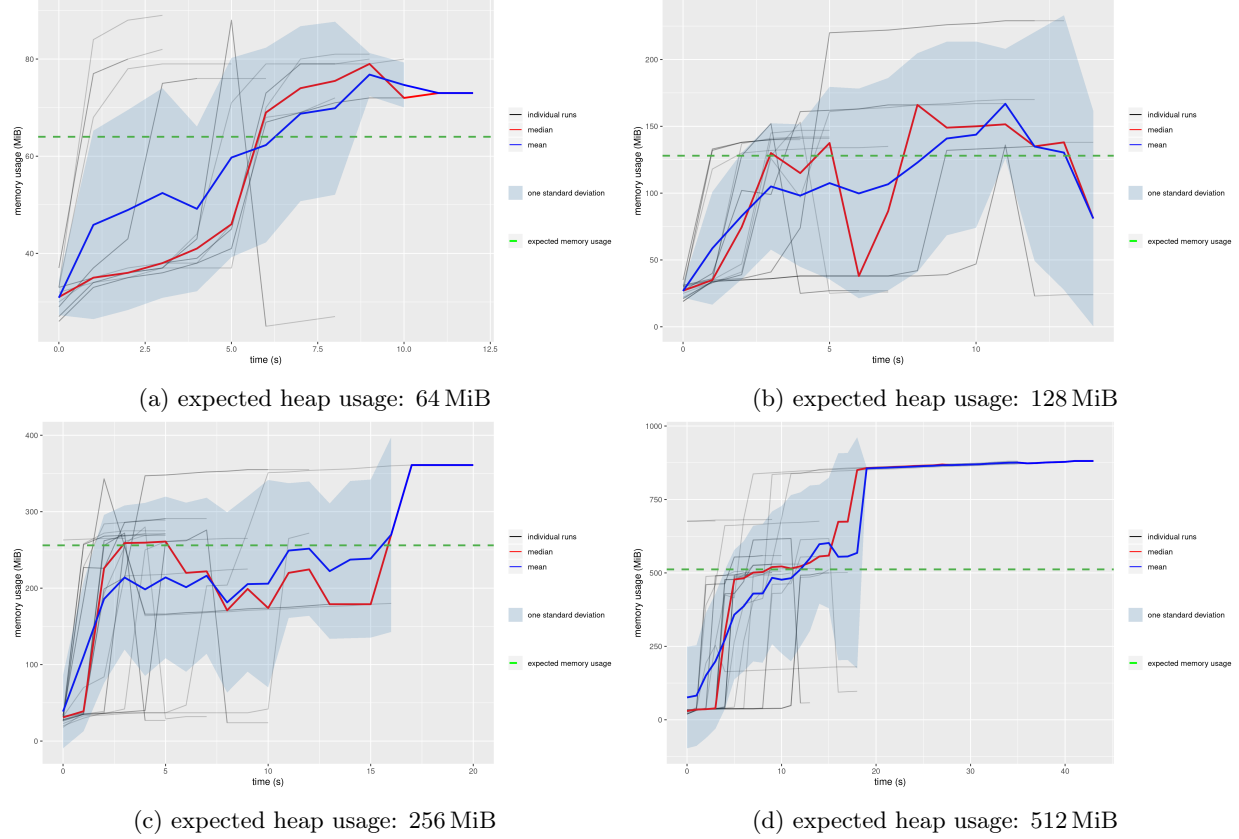 80
60
40
memory usage (MiB)
0.0
2.5
5.0
7.5
10.0
12.5
time (s)
individual runs
median
mean
one standard deviation
expected memory usage
(a) expected heap usage: 64 MiB
200
150
100
50
0
memory usage (MiB)
0
5
10
time (s)
individual runs
median
mean
one standard deviation
expected memory usage
(b) expected heap usage: 128 MiB
400
300
200
100
0
memory usage (MiB)
0
5
10
15
20
time (s)
individual runs
median
mean
one standard deviation
expected memory usage
(c) expected heap usage: 256 MiB
1000
750
500
250
0
memory usage (MiB)
0
10
20
30
40
time (s)
individual runs
median
mean
one standard deviation
expected memory usage
(d) expected heap usage: 512 MiB